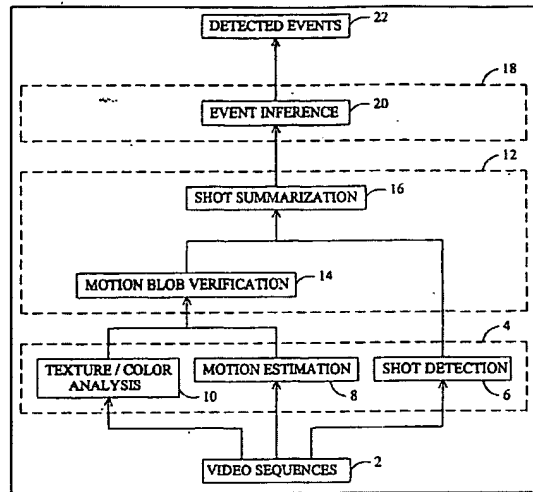 DETECTED EVENTS
22
18
EVENT INFERENCE
20
12
SHOT SUMMARIZATION
16
MOTION BLOB VERIFICATION
14
4
TEXTURE / COLOR
ANALYSIS
10
MOTION ESTIMATION
8
SHOT DETECTION
6
VIDEO SEQUENCES
2